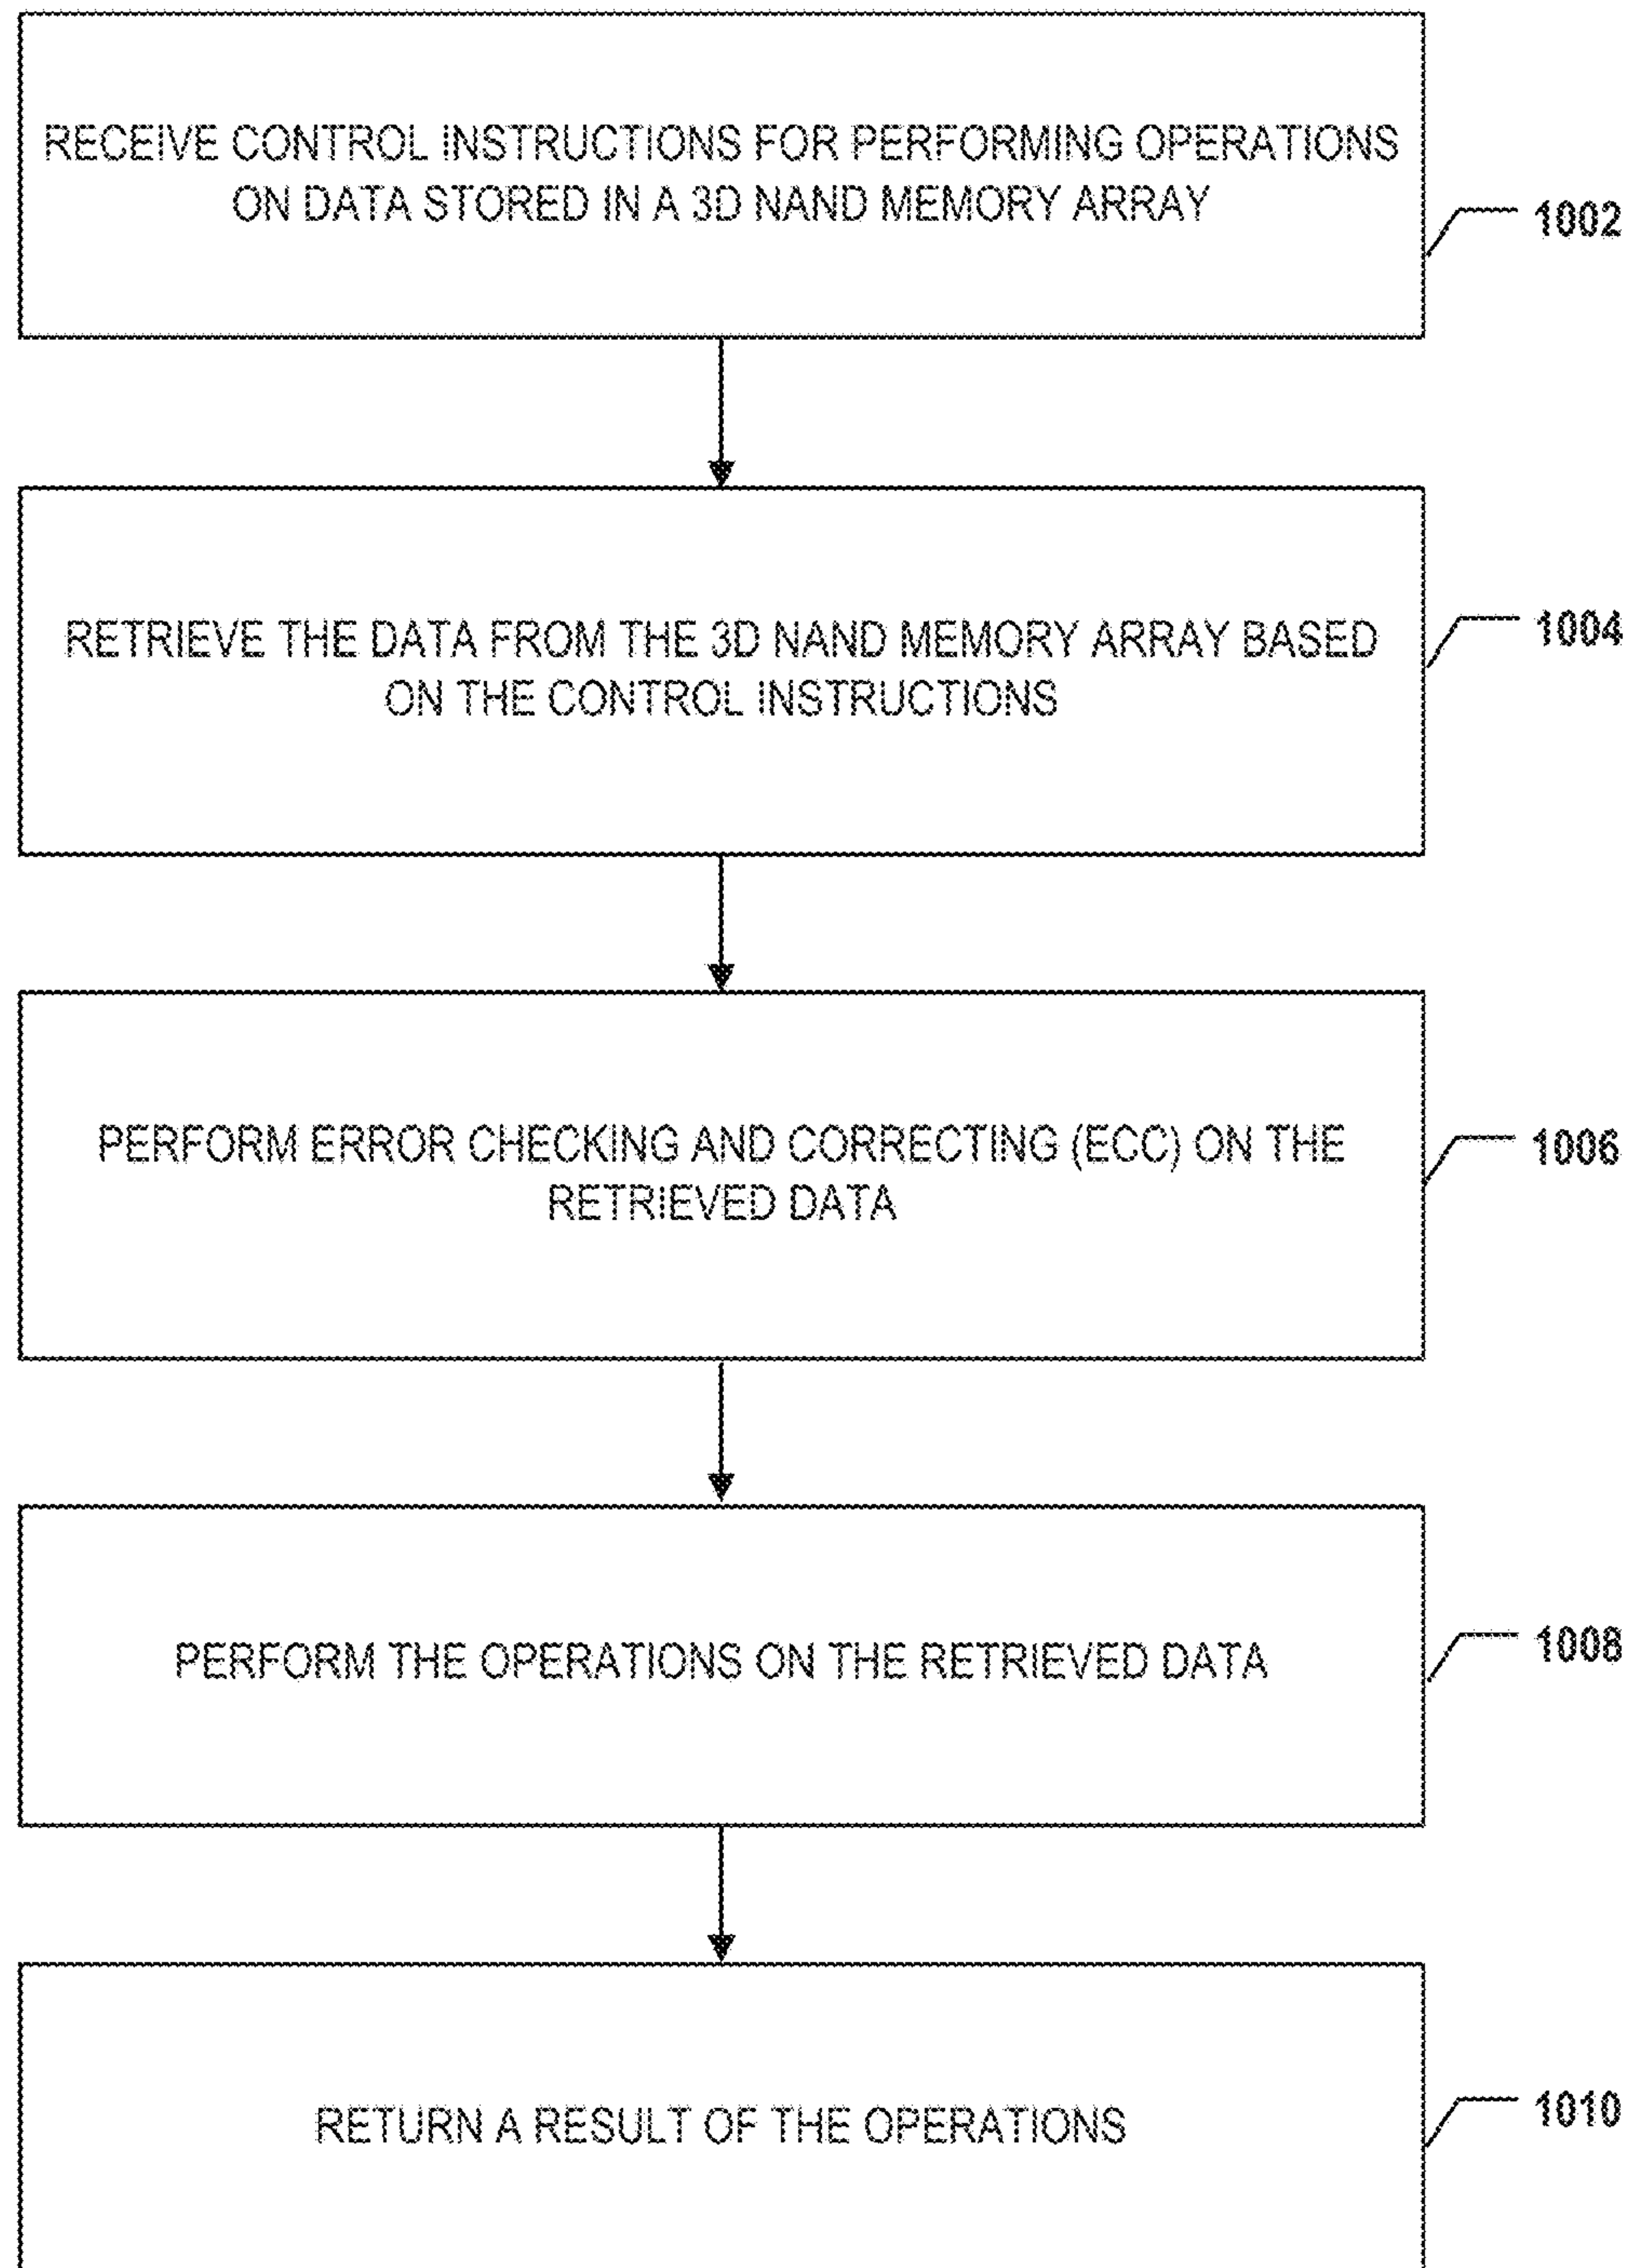 RECEIVE CONTROL INSTRUCTIONS FOR PERFORMING OPERATIONS
ON DATA STORED IN A 3D NAND MEMORY ARRAY
1002
RETRIEVE THE DATA FROM THE 3D NAND MEMORY ARRAY BASED
ON THE CONTROL INSTRUCTIONS
1004
PERFORM ERROR CHECKING AND CORRECTING (ECC) ON THE
RETRIEVED DATA
1006
PERFORM THE OPERATIONS ON THE RETRIEVED DATA
1008
RETURN A RESULT OF THE OPERATIONS
1010